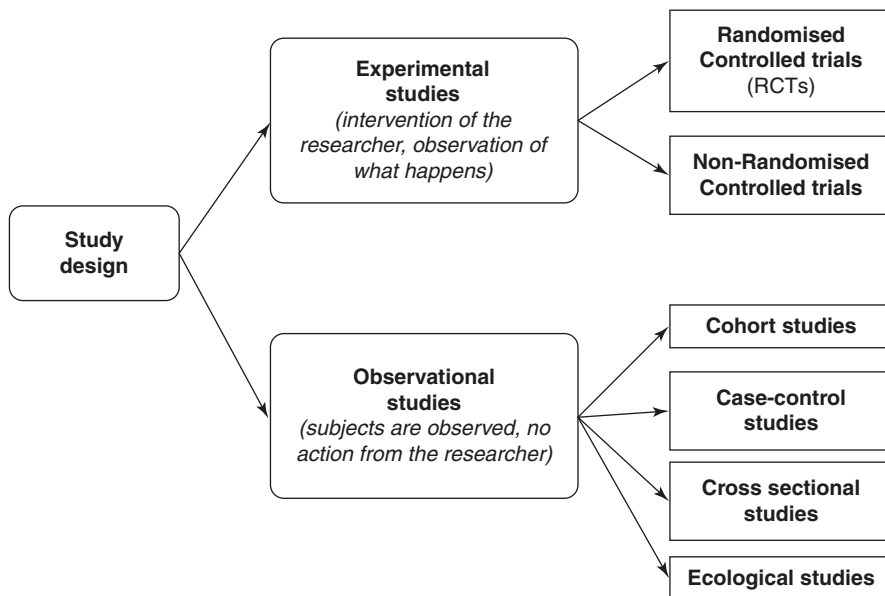 Study
design
Experimental
studies
(intervention of the
researcher, observation of
what happens)
Randomised
Controlled trials
(RCTs)
Non-Randomised
Controlled trials
Observational
studies
(subjects are observed, no
action from the researcher)
Cohort studies
Case-control
studies
Cross sectional
studies
Ecological studies